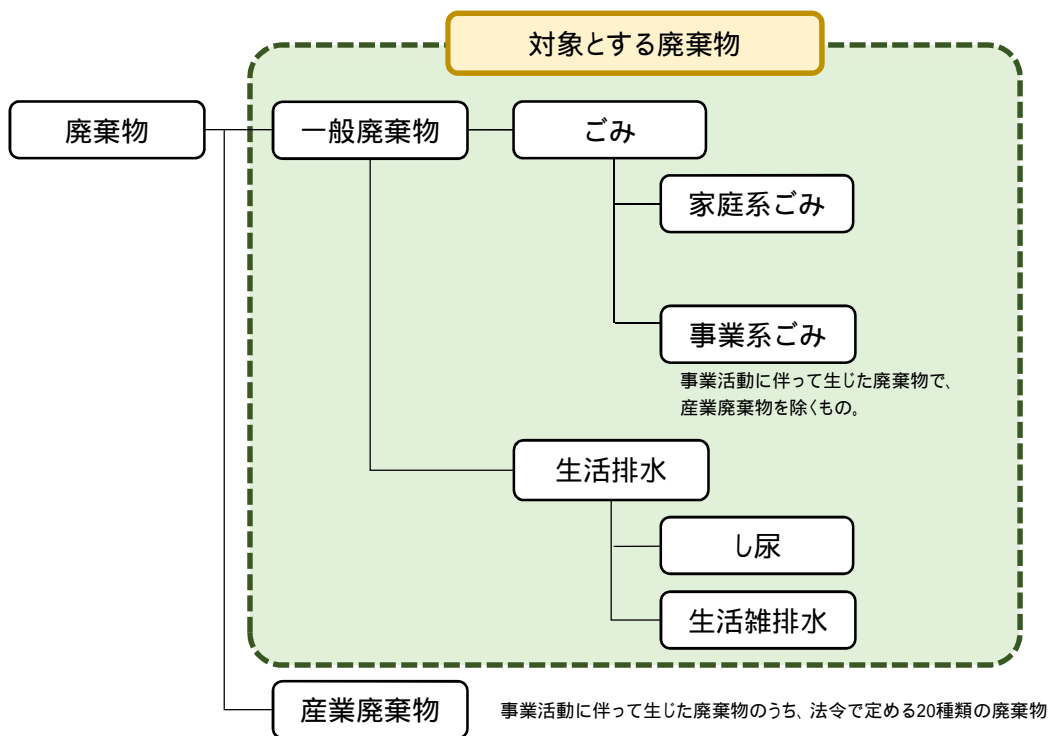 対象とする廃棄物
廃棄物
一般廃棄物
ごみ
家庭系ごみ
事業系ごみ
事業活動に伴って生じた廃棄物で、
産業廃棄物を除くもの。
生活排水
し尿
生活雑排水
産業廃棄物
事業活動に伴って生じた廃棄物のうち、法令で定める20種類の廃棄物